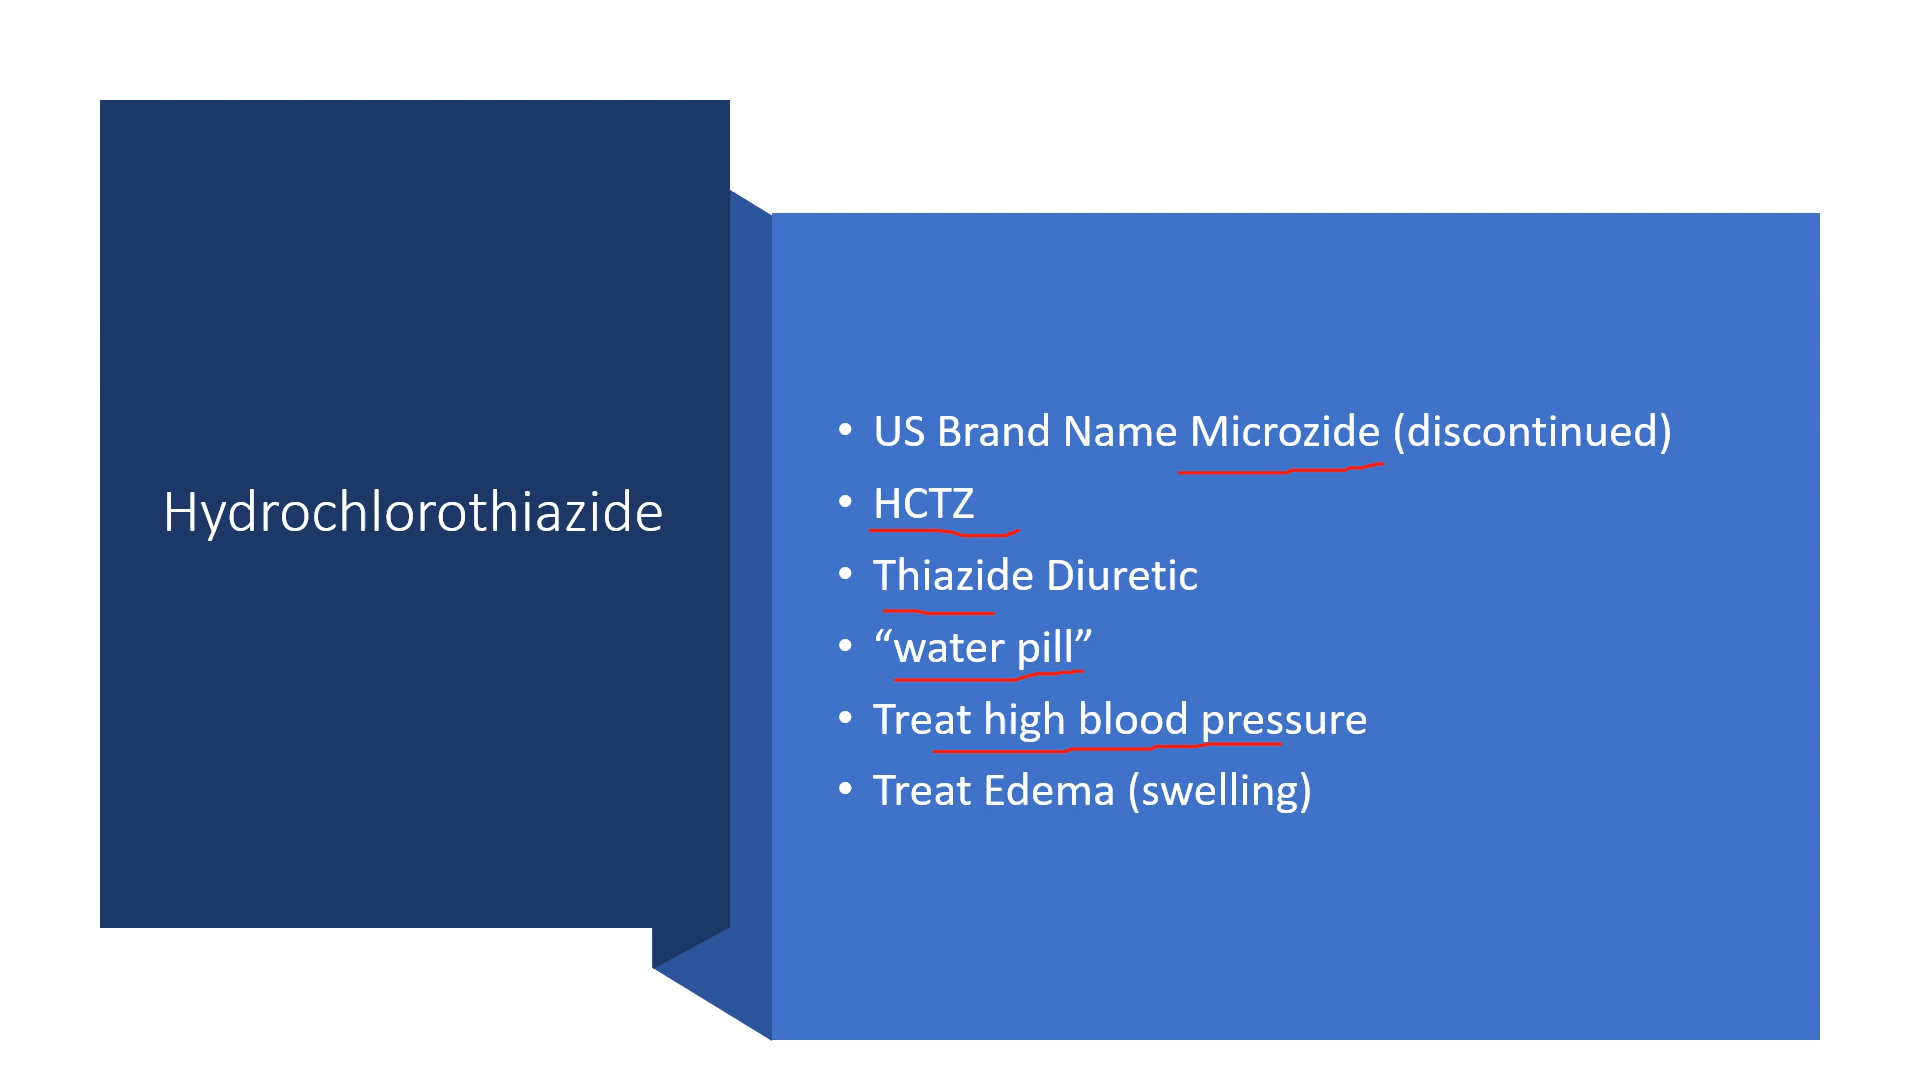 Hydrochlorothiazide
• US Brand Name Microzide (discontinued)
• HCTZ
• Thiazide Diuretic
• “water pill”
• Treat high blood pressure
• Treat Edema (swelling)